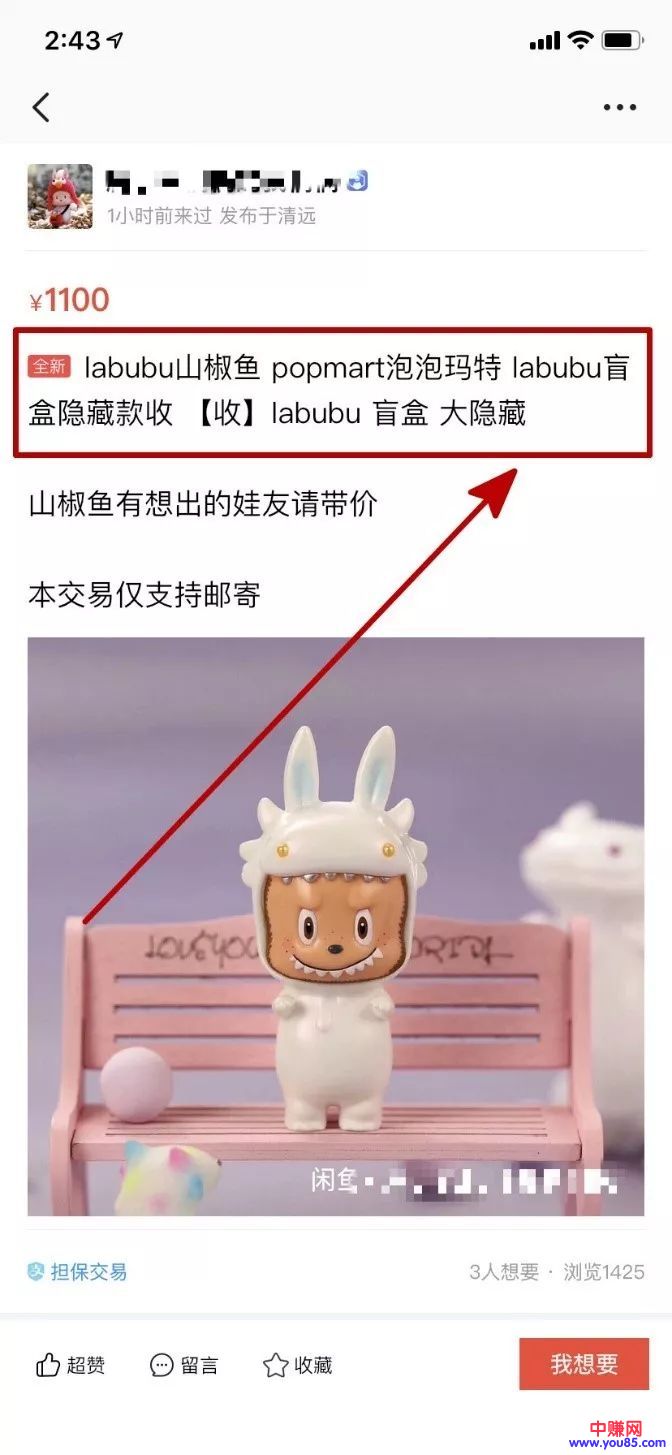 2:43
1小时前来过 发布于清远
¥1100
全新 labubu山椒鱼 popmart泡泡玛特 labubu盲
盒隐藏款收 【收】labubu 盲盒 大隐藏
山椒鱼有想出的娃友请带价
本交易仅支持邮寄
闲鱼
担保交易
3人想要 · 浏览1425
超赞
留言
收藏
我想要
中赚网
www.you85.com